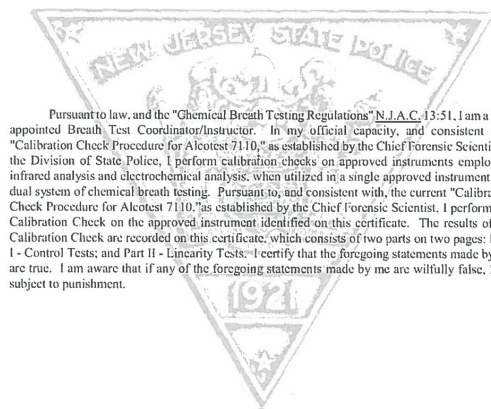 NEW JERSEY STATE POLICE
Pursuant to law, and the "Chemical Breath Testing Regulations" N.J.A.C. 13:51, I am a
appointed Breath Test Coordinator/Instructor. In my official capacity, and consistent
"Calibration Check Procedure for Alcotest 7110," as established by the Chief Forensic Scienti
the Division of State Police, I perform calibration checks on approved instruments emplo
infrared analysis and electrochemical analysis, when utilized in a single approved instrument
dual system of chemical breath testing. Pursuant to, and consistent with, the current "Calibra
Check Procedure for Alcotest 7110,"as established by the Chief Forensic Scientist, I perform
Calibration Check on the approved instrument identified on this certificate. The results of
Calibration Check are recorded on this certificate, which consists of two parts on two pages:
I - Control Tests; and Part II - Linearity Tests. I certify that the foregoing statements made by
are true. I am aware that if any of the foregoing statements made by me are wilfully false,
subject to punishment.
1921